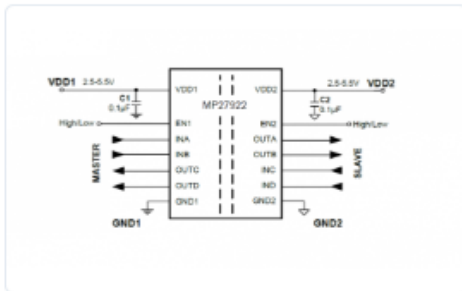 VDD1 2.5-5.5V
C1
0.1µF
VDD1
MP27922
VDD2
2.5-5.5V VDD2
C2
0.1µF
High/Low
EN1
EN2
High/Low
MASTER
INA
INB
OUTC
OUTD
GND1
OUTA
OUTB
INC
IND
GND2
SLAVE
GND1
GND2